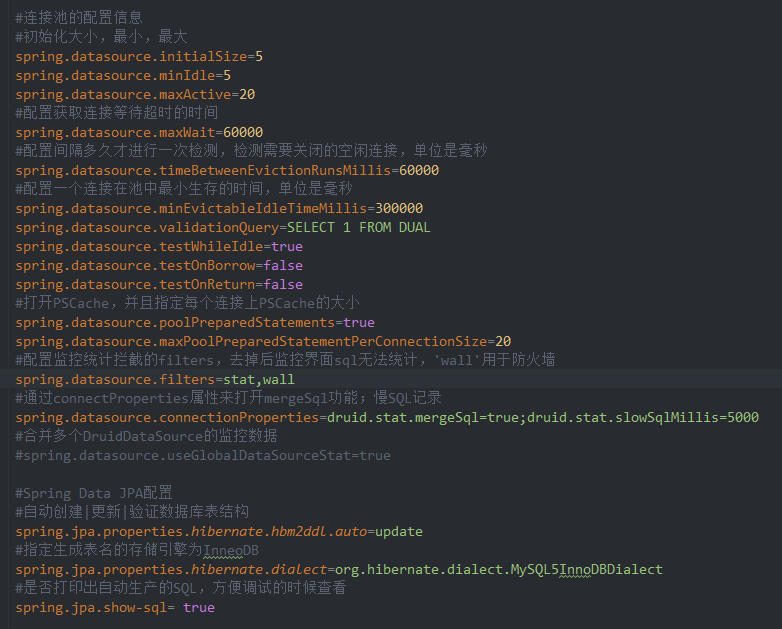 #连接池的配置信息
#初始化大小，最小，最大
spring.datasource.initialSize=5
spring.datasource.minIdle=5
spring.datasource.maxActive=20
#配置获取连接等待超时的时间
spring.datasource.maxWait=60000
#配置间隔多久才进行一次检测，检测需要关闭的空闲连接，单位是毫秒
spring.datasource.timeBetweenEvictionRunsMillis=60000
#配置一个连接在池中最小生存的时间，单位是毫秒
spring.datasource.minEvictableIdleTimeMillis=300000
spring.datasource.validationQuery=SELECT 1 FROM DUAL
spring.datasource.testWhileIdle=true
spring.datasource.testOnBorrow=false
spring.datasource.testOnReturn=false
#打开PSCache，并且指定每个连接上PSCache的大小
spring.datasource.poolPreparedStatements=true
spring.datasource.maxPoolPreparedStatementPerConnectionSize=20
#配置监控统计拦截的filters，去掉后监控界面sql无法统计，'wall'用于防火墙
spring.datasource.filters=stat,wall
#通过connectProperties属性来打开mergeSql功能；慢SQL记录
spring.datasource.connectionProperties=druid.stat.mergeSql=true;druid.stat.slowSqlMillis=5000
#合并多个DruidDataSource的监控数据
#spring.datasource.useGlobalDataSourceStat=true
#Spring Data JPA配置
#自动创建|更新|验证数据库表结构
spring.jpa.properties.hibernate.hbm2ddl.auto=update
#指定生成表名的存储引擎为InneoDB
spring.jpa.properties.hibernate.dialect=org.hibernate.dialect.MySQL5InnoDBDialect
#是否打印出自动生产的SQL，方便调试的时候查看
spring.jpa.show-sql= true